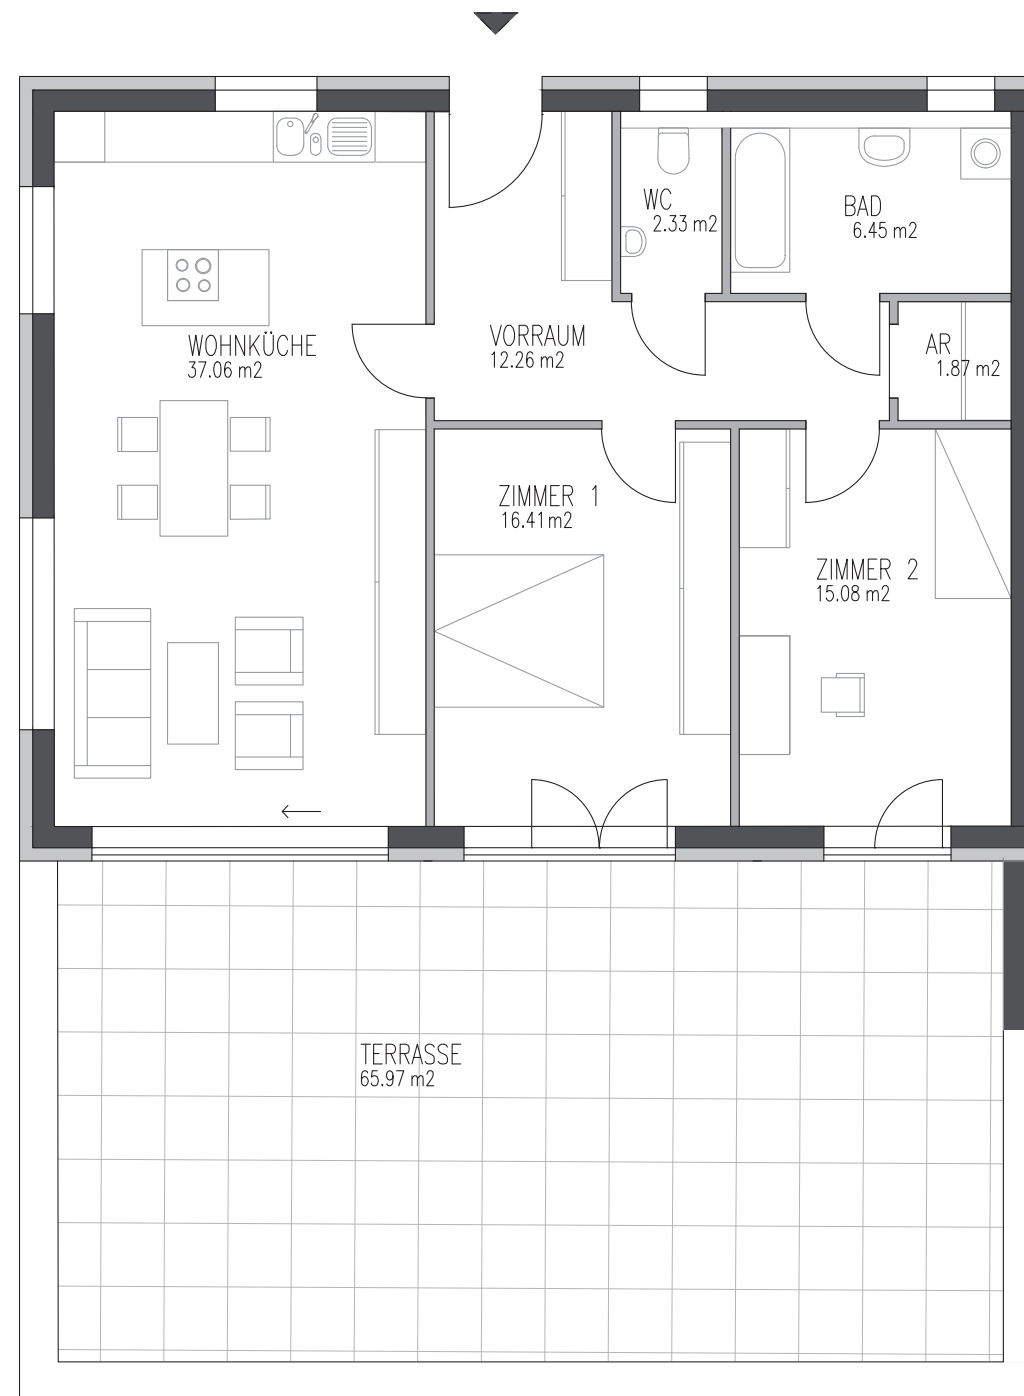 WC
2.33 m2
BAD
6.45 m2
WOHNKÜCHE
37.06 m2
VORRAUM
12.26 m2
AR
1.87 m2
ZIMMER 1
16.41 m2
ZIMMER 2
15.08 m2
TERRASSE
65.97 m2